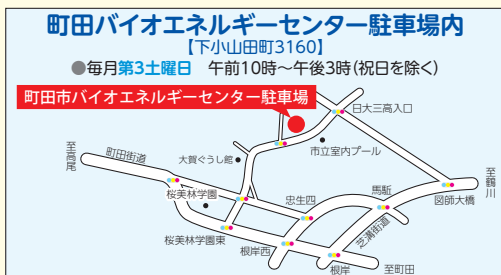 町田バイオエネルギーセンター駐車場内
【下小山田町3160】
●毎月第3土曜日 午前10時～午後3時(祝日を除く)
町田市バイオエネルギーセンター駐車場
日大三高入口
至高尾
町田街道
大賀ぐうし館
市立室内プール
至鶴川
桜美林学園
忠生四
馬駈
図師大橋
桜美林学園東
芝溝街道
根岸西
根岸
至町田